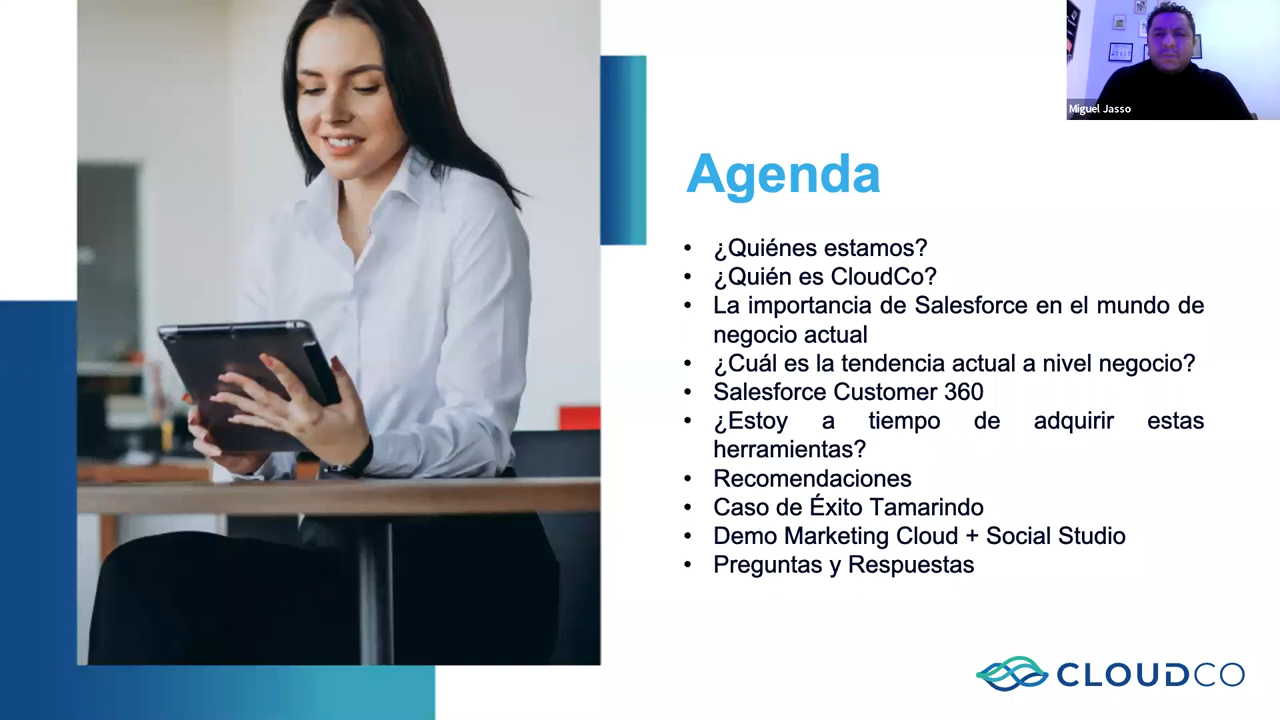 Miguel Jasso
Agenda
• ¿Quiénes estamos?
• ¿Quién es CloudCo?
• La importancia de Salesforce en el mundo de
negocio actual
• ¿Cuál es la tendencia actual a nivel negocio?
• Salesforce Customer 360
• ¿Estoy a tiempo de adquirir estas
herramientas?
• Recomendaciones
• Caso de Éxito Tamarindo
• Demo Marketing Cloud + Social Studio
• Preguntas y Respuestas
CLOUDCO